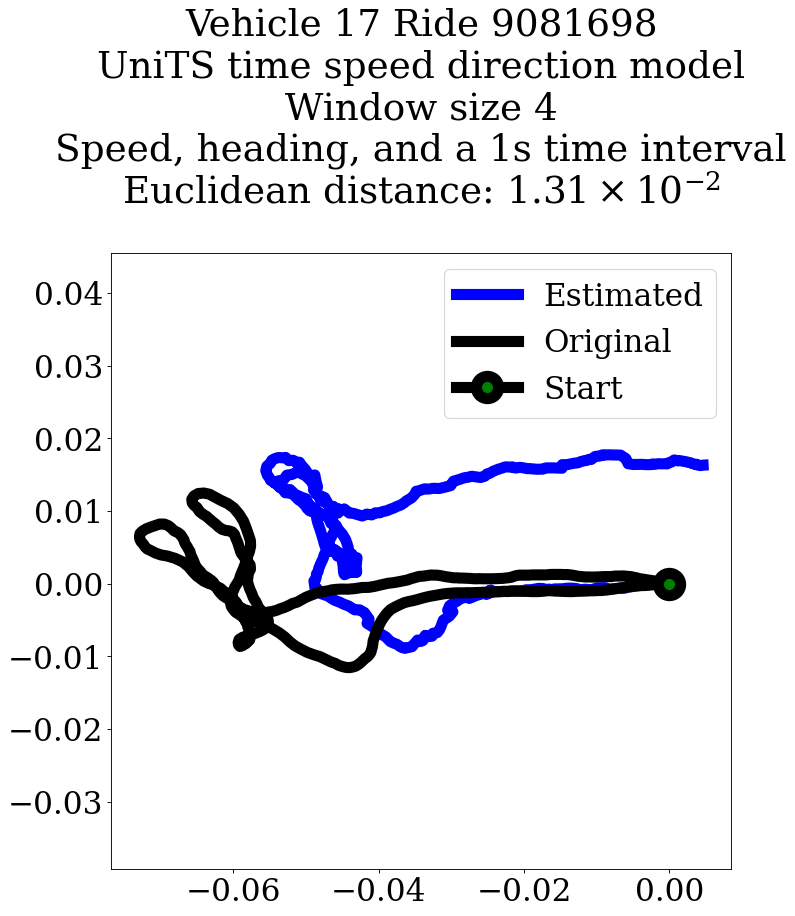 Vehicle 17 Ride 9081698
UniTS time speed direction model
Window size 4
Speed, heading, and a 1s time interval
Euclidean distance: 1.31 × 10⁻²
Estimated
Original
Start
0.04
0.03
0.02
0.01
0.00
−0.01
−0.02
−0.03
−0.06
−0.04
−0.02
0.00